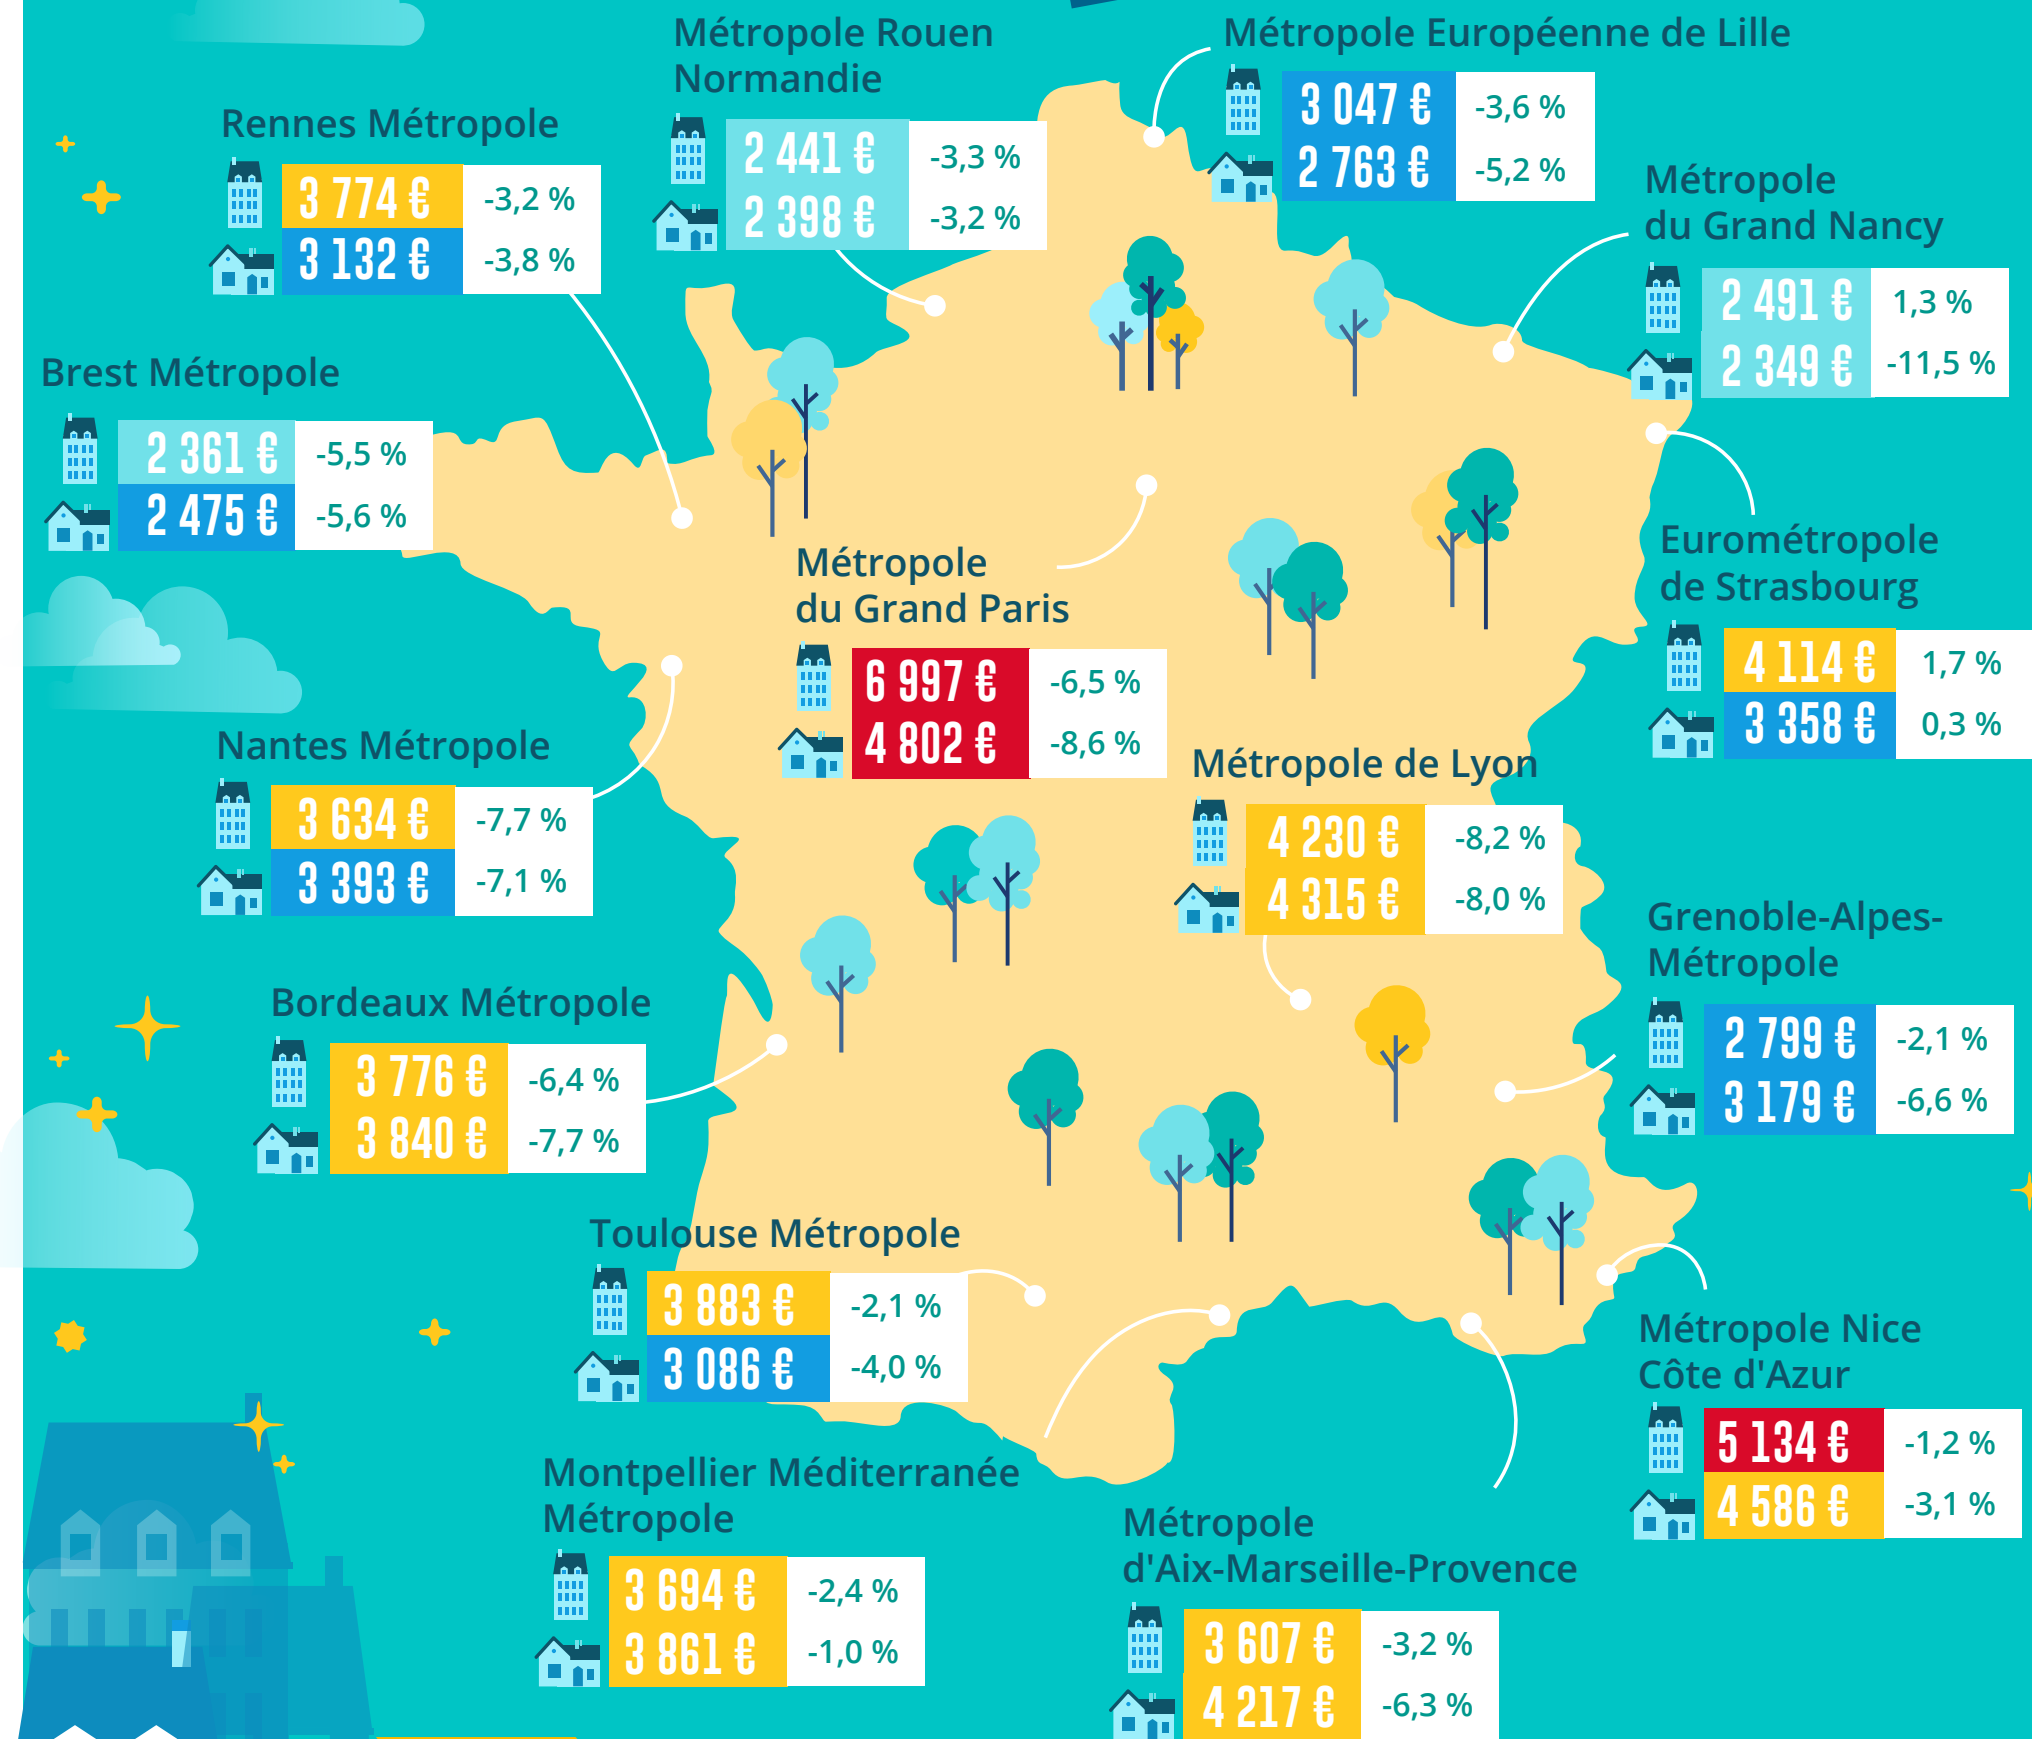 Métropole Rouen
Normandie
2 441 € -3,3 %
2 398 € -3,2 %
Métropole Européenne de Lille
3 047 € -3,6 %
2 763 € -5,2 %
Rennes Métropole
3 774 € -3,2 %
3 132 € -3,8 %
Métropole
du Grand Nancy
2 491 € 1,3 %
2 349 € -11,5 %
Brest Métropole
2 361 € -5,5 %
2 475 € -5,6 %
Métropole
du Grand Paris
6 997 € -6,5 %
4 802 € -8,6 %
Eurométropole
de Strasbourg
4 114 € 1,7 %
3 358 € 0,3 %
Nantes Métropole
3 634 € -7,7 %
3 393 € -7,1 %
Métropole de Lyon
4 230 € -8,2 %
4 315 € -8,0 %
Grenoble-Alpes-
Métropole
2 799 € -2,1 %
3 179 € -6,6 %
Bordeaux Métropole
3 776 € -6,4 %
3 840 € -7,7 %
Toulouse Métropole
3 883 € -2,1 %
3 086 € -4,0 %
Métropole Nice
Côte d'Azur
5 134 € -1,2 %
4 586 € -3,1 %
Montpellier Méditerranée
Métropole
3 694 € -2,4 %
3 861 € -1,0 %
Métropole
d'Aix-Marseille-Provence
3 607 € -3,2 %
4 217 € -6,3 %